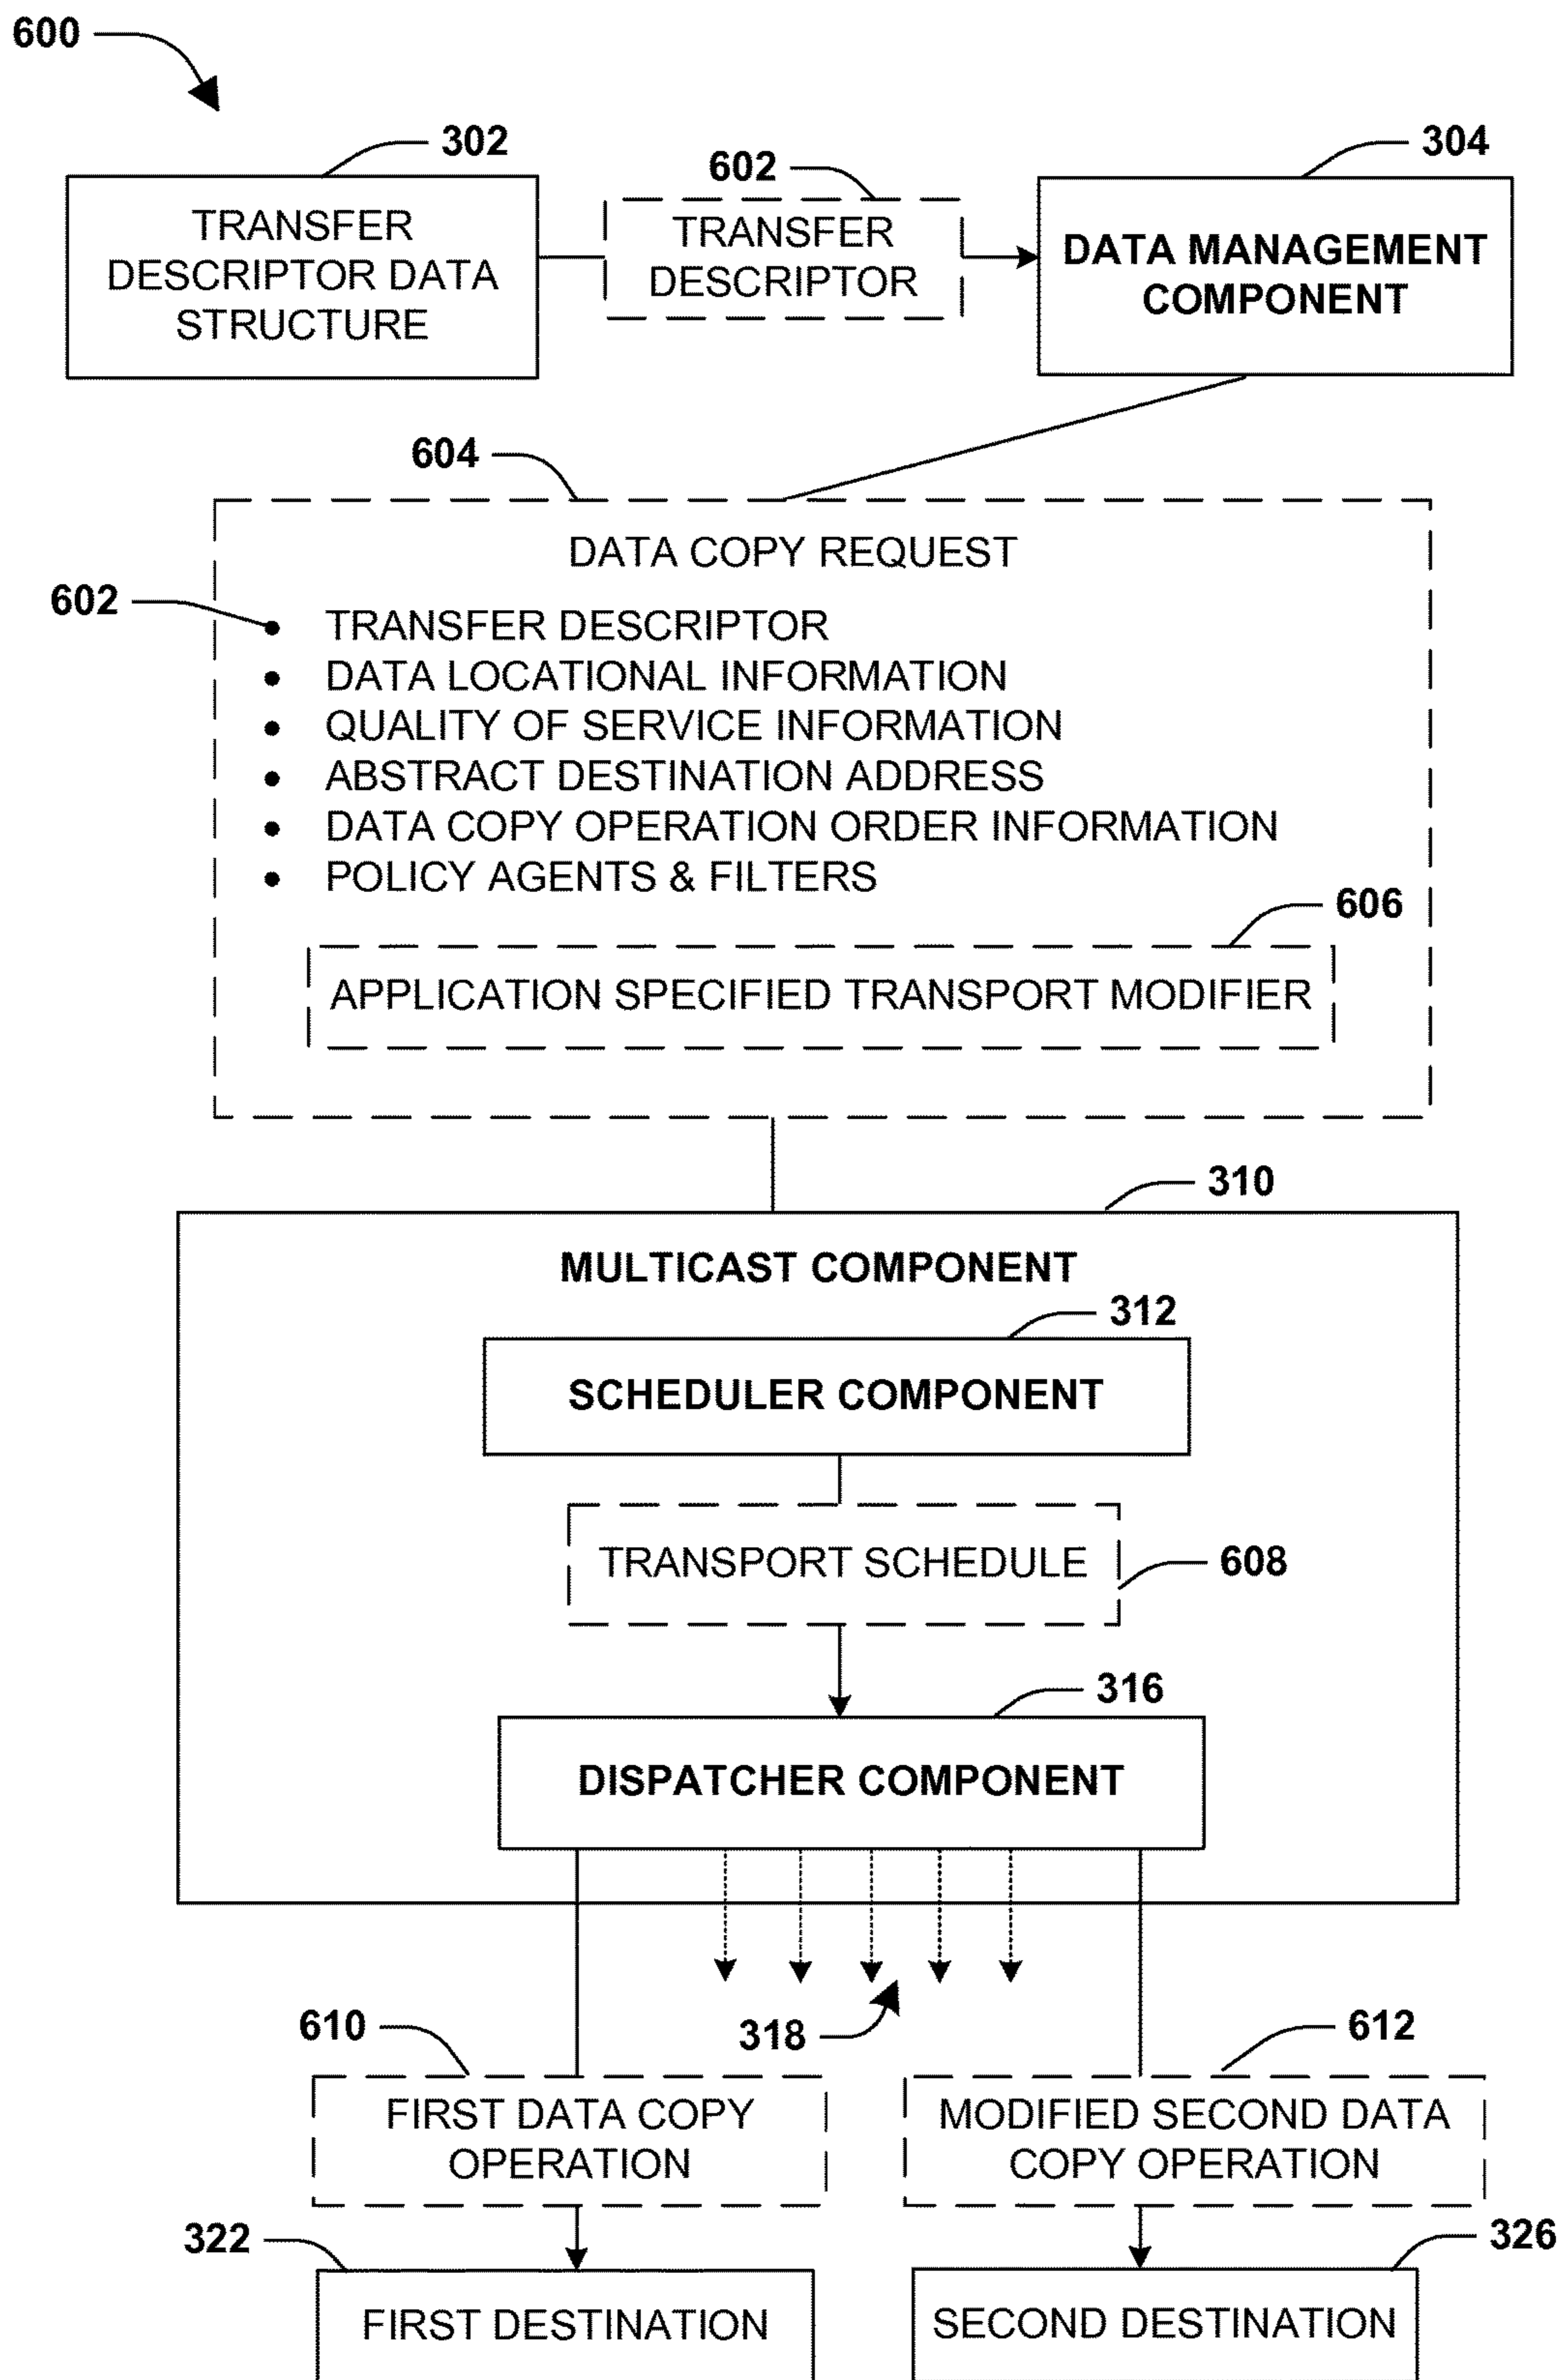 600
302
602
304
TRANSFER
DESCRIPTOR DATA
STRUCTURE
TRANSFER
DESCRIPTOR
DATA MANAGEMENT
COMPONENT
604
DATA COPY REQUEST
602
• TRANSFER DESCRIPTOR
• DATA LOCATIONAL INFORMATION
• QUALITY OF SERVICE INFORMATION
• ABSTRACT DESTINATION ADDRESS
• DATA COPY OPERATION ORDER INFORMATION
• POLICY AGENTS & FILTERS
606
APPLICATION SPECIFIED TRANSPORT MODIFIER
310
MULTICAST COMPONENT
312
SCHEDULER COMPONENT
TRANSPORT SCHEDULE
608
316
DISPATCHER COMPONENT
610
318
612
FIRST DATA COPY
OPERATION
MODIFIED SECOND DATA
COPY OPERATION
322
326
FIRST DESTINATION
SECOND DESTINATION